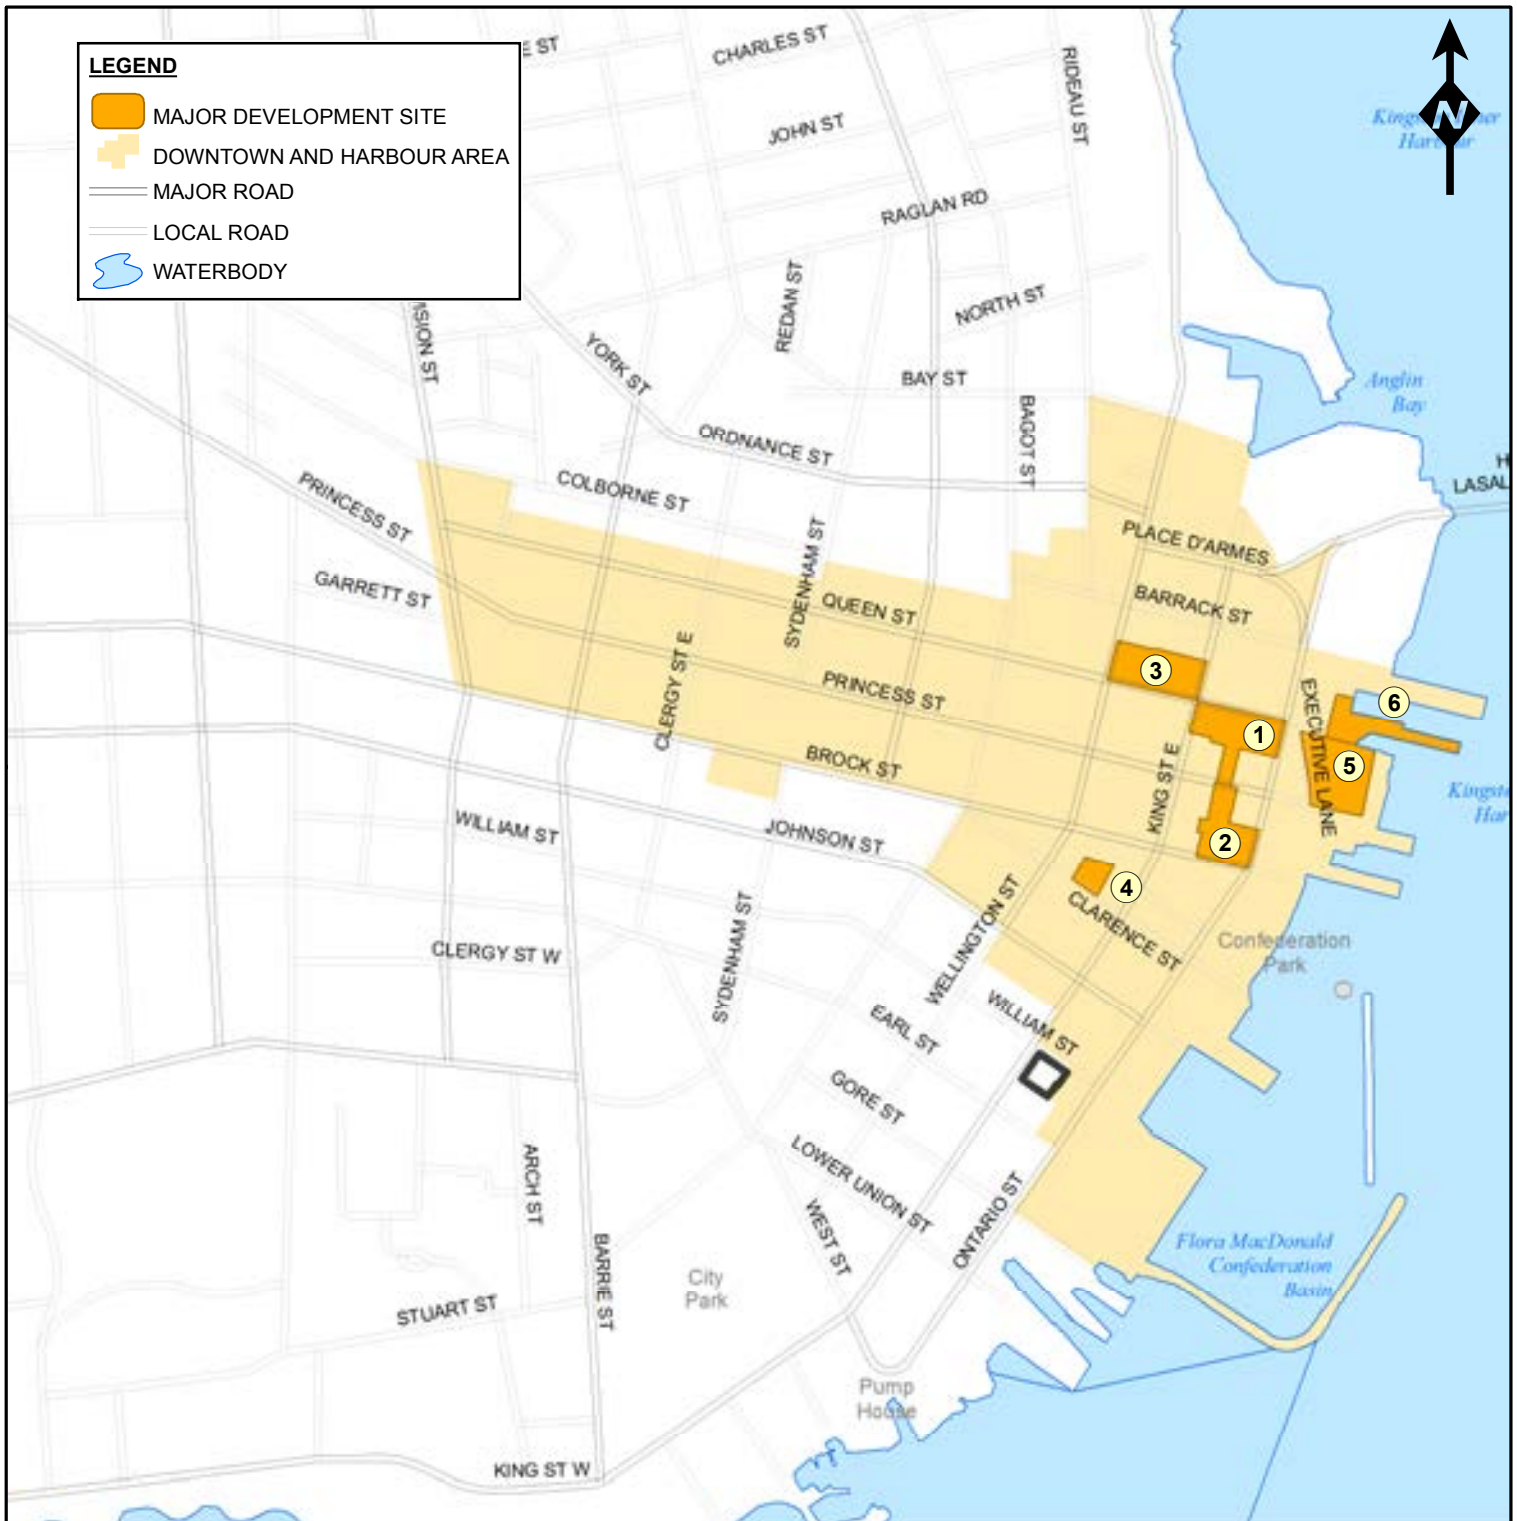 LEGEND
MAJOR DEVELOPMENT SITE
DOWNTOWN AND HARBOUR AREA
MAJOR ROAD
LOCAL ROAD
WATERBODY
ST
CHARLES ST
RIDEAU ST
N
JOHN ST
RAGLAN RD
REDAN ST
NORTH ST
YORK ST
BAY ST
BAGOT ST
Anglin
Bay
ORDNANCE ST
COLBORNE ST
PRINCESS ST
GARRETT ST
SYDENHAM ST
PLACE D'ARMES
BARRACK ST
QUEEN ST
CLERGY ST E
PRINCESS ST
BROCK ST
KING ST E
EXECUTIVE LANE
3
6
1
5
2
4
WILLIAM ST
JOHNSON ST
CLERGY ST W
SYDENHAM ST
WELLINGTON ST
CLARENCE ST
Confederation
Park
WILLIAM ST
EARL ST
GORE ST
LOWER UNION ST
WEST ST
ONTARIO ST
ARCH ST
BARRIE ST
City
Park
STUART ST
Flora MacDonald
Confederation
Basin
Pump
House
KING ST W